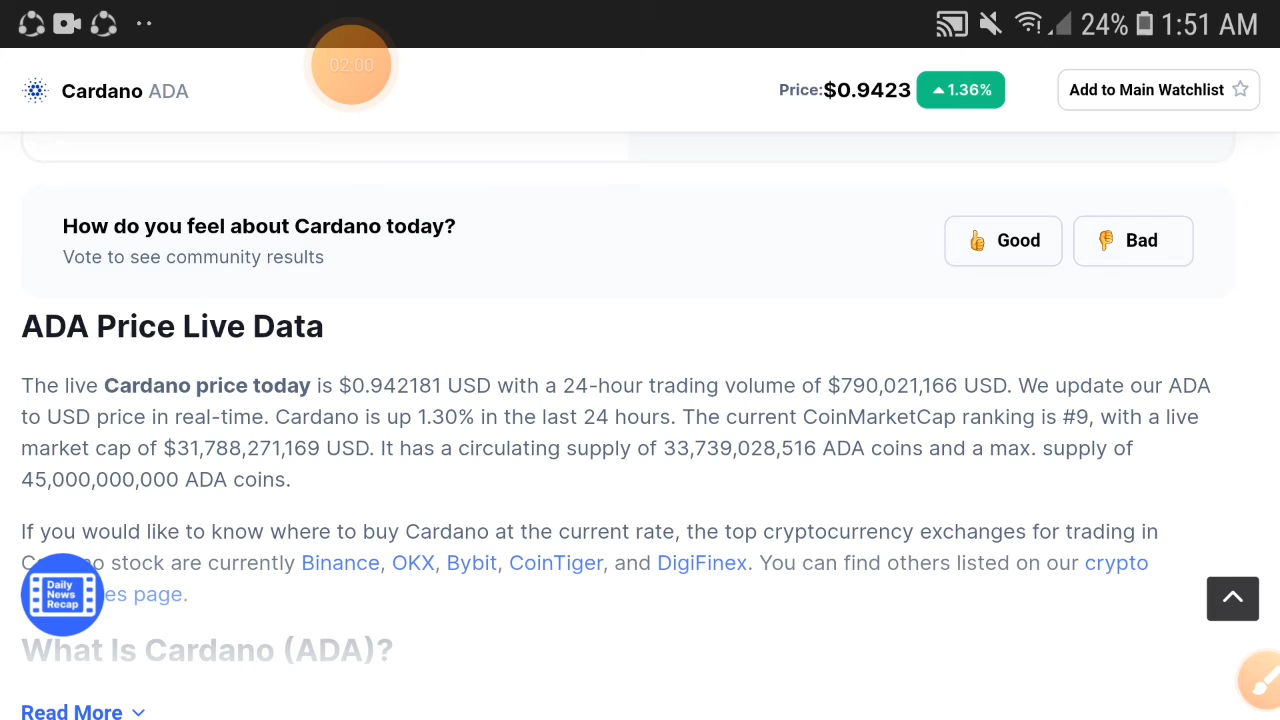 24% 1:51 AM
02:00
Cardano ADA
Price:$0.9423 1.36%
Add to Main Watchlist
How do you feel about Cardano today?
Vote to see community results
Good
Bad
ADA Price Live Data
The live Cardano price today is $0.942181 USD with a 24-hour trading volume of $790,021,166 USD. We update our ADA
to USD price in real-time. Cardano is up 1.30% in the last 24 hours. The current CoinMarketCap ranking is #9, with a live
market cap of $31,788,271,169 USD. It has a circulating supply of 33,739,028,516 ADA coins and a max. supply of
45,000,000,000 ADA coins.
If you would like to know where to buy Cardano at the current rate, the top cryptocurrency exchanges for trading in
stock are currently Binance, OKX, Bybit, CoinTiger, and DigiFinex. You can find others listed on our crypto
page.
Daily
News
Recap
What Is Cardano (ADA)?
Read More